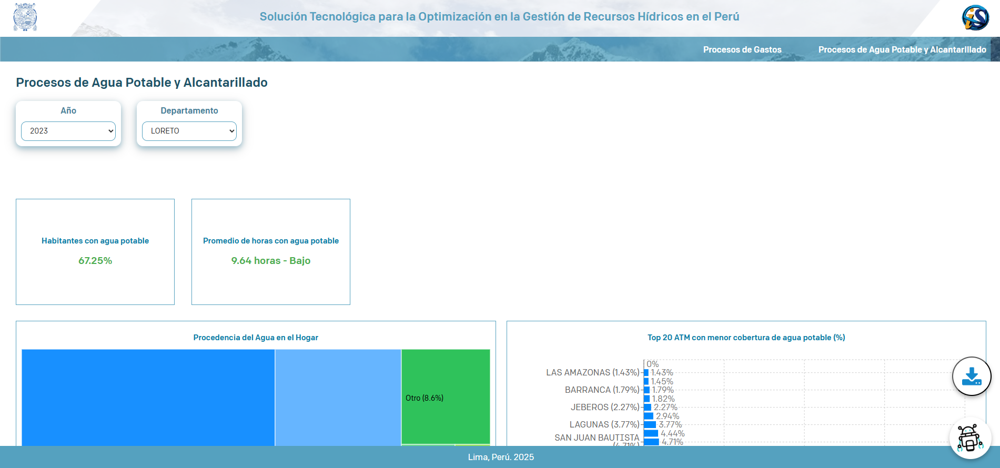 Solución Tecnológica para la Optimización en la Gestión de Recursos Hídricos en el Perú
Procesos de Gastos
Procesos de Agua Potable y Alcantarillado
Procesos de Agua Potable y Alcantarillado
Año
Departamento
2023
LORETO
Habitantes con agua potable
67.25%
Promedio de horas con agua potable
9.64 horas - Bajo
Procedencia del Agua en el Hogar
Otro (8.6%)
Top 20 ATM con menor cobertura de agua potable (%)
0%
LAS AMAZONAS (1.43%) 1.43%
1.45%
BARRANCA (1.79%) 1.79%
1.82%
JEBEROS (2.27%) 2.27%
2.94%
LAGUNAS (3.77%) 3.77%
4.44%
SAN JUAN BAUTISTA
(4.71%) 4.71%
Lima, Perú. 2025